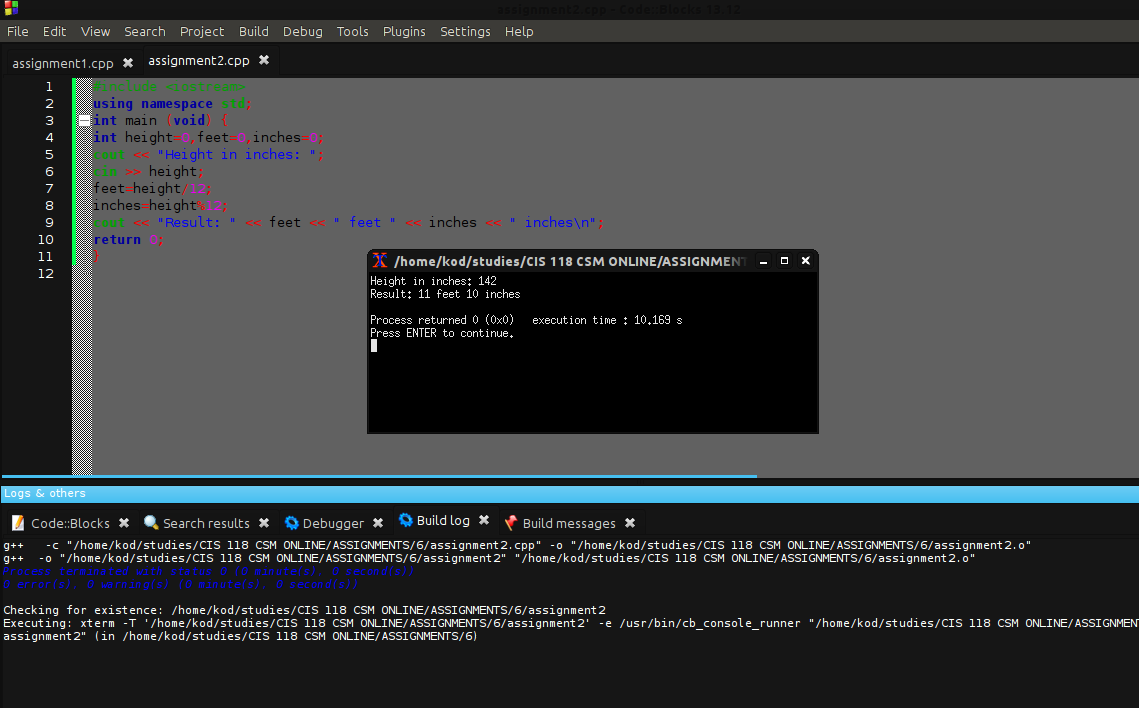 assignment2.cpp - Code::Blocks 13.12
File Edit View Search Project Build Debug Tools Plugins Settings Help
assignment1.cpp
assignment2.cpp
1 #include <iostream>
2 using namespace std;
3 int main (void) {
4 int height=0,feet=0,inches=0;
5 cout << "Height in inches: ";
6 cin >> height;
7 feet=height/12;
8 inches=height%12;
9 cout << "Result: " << feet << " feet " << inches << " inches\n";
10 return 0;
11 }
12
/home/kod/studies/CIS 118 CSM ONLINE/ASSIGNMENT
Height in inches: 142
Result: 11 feet 10 inches
Process returned 0 (0x0) execution time : 10.169 s
Press ENTER to continue.
Logs & others
Code::Blocks Search results Debugger Build log Build messages
g++ -c "/home/kod/studies/CIS 118 CSM ONLINE/ASSIGNMENTS/6/assignment2.cpp" -o "/home/kod/studies/CIS 118 CSM ONLINE/ASSIGNMENTS/6/assignment2.o"
g++ -o "/home/kod/studies/CIS 118 CSM ONLINE/ASSIGNMENTS/6/assignment2" "/home/kod/studies/CIS 118 CSM ONLINE/ASSIGNMENTS/6/assignment2.o"
Process terminated with status 0 (0 minute(s), 0 second(s))
0 error(s), 0 warning(s) (0 minute(s), 0 second(s))
Checking for existence: /home/kod/studies/CIS 118 CSM ONLINE/ASSIGNMENTS/6/assignment2
Executing: xterm -T '/home/kod/studies/CIS 118 CSM ONLINE/ASSIGNMENTS/6/assignment2' -e /usr/bin/cb_console_runner "/home/kod/studies/CIS 118 CSM ONLINE/ASSIGNMENT
assignment2" (in /home/kod/studies/CIS 118 CSM ONLINE/ASSIGNMENTS/6)